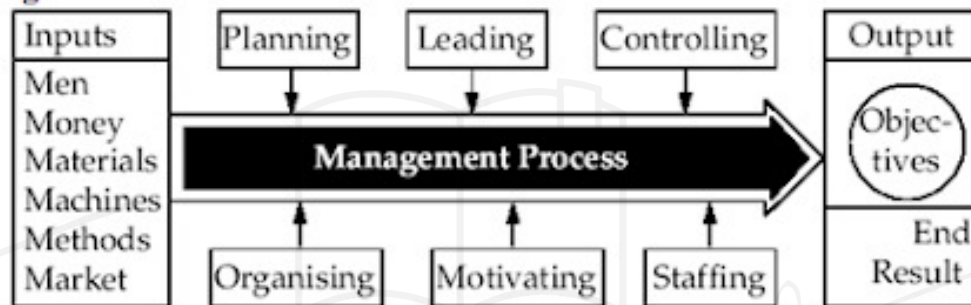 Inputs
Men
Money
Materials
Machines
Methods
Market
Planning
Leading
Controlling
Management Process
Organising
Motivating
Staffing
Output
Objec-
tives
End
Result